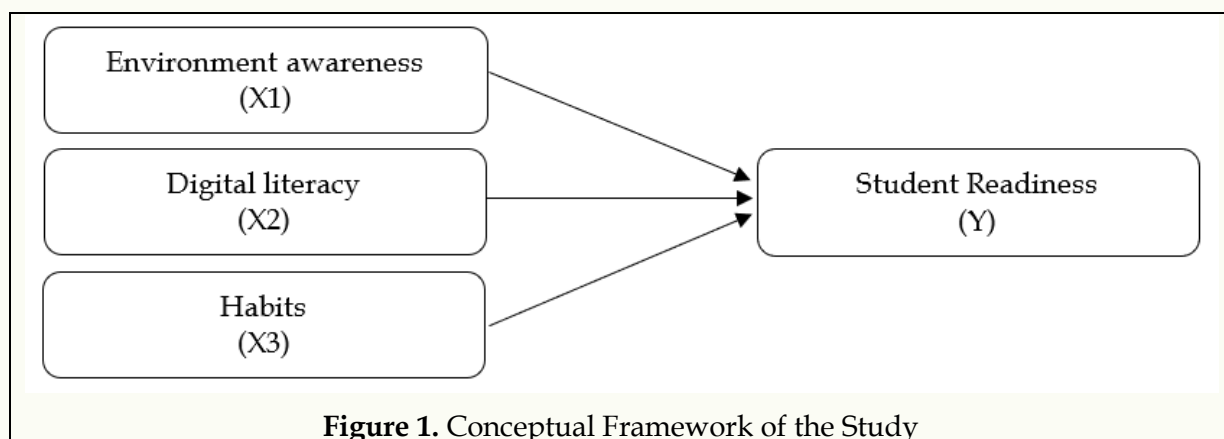 Environment awareness
(X1)
Digital literacy
(X2)
Habits
(X3)
Student Readiness
(Y)
Figure 1. Conceptual Framework of the Study